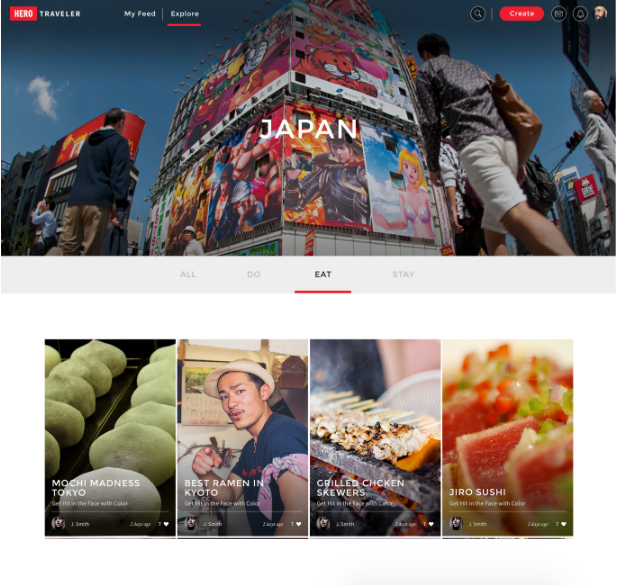 HERO TRAVELER
My Feed
Explore
Create
JAPAN
ALL
DO
EAT
STAY
MOCHI MADNESS
TOKYO
Get Hit in the Face with Color
J. Smith
2 days ago
7
BEST RAMEN IN
KYOTO
Get Hit in the Face with Color
J. Smith
2 days ago
7
GRILLED CHCKEN
SKEWERS
Get Hit in the Face with Color
J. Smith
2 days ago
7
JIRO SUSHI
Get Hit in the Face with Color
J. Smith
2 days ago
7